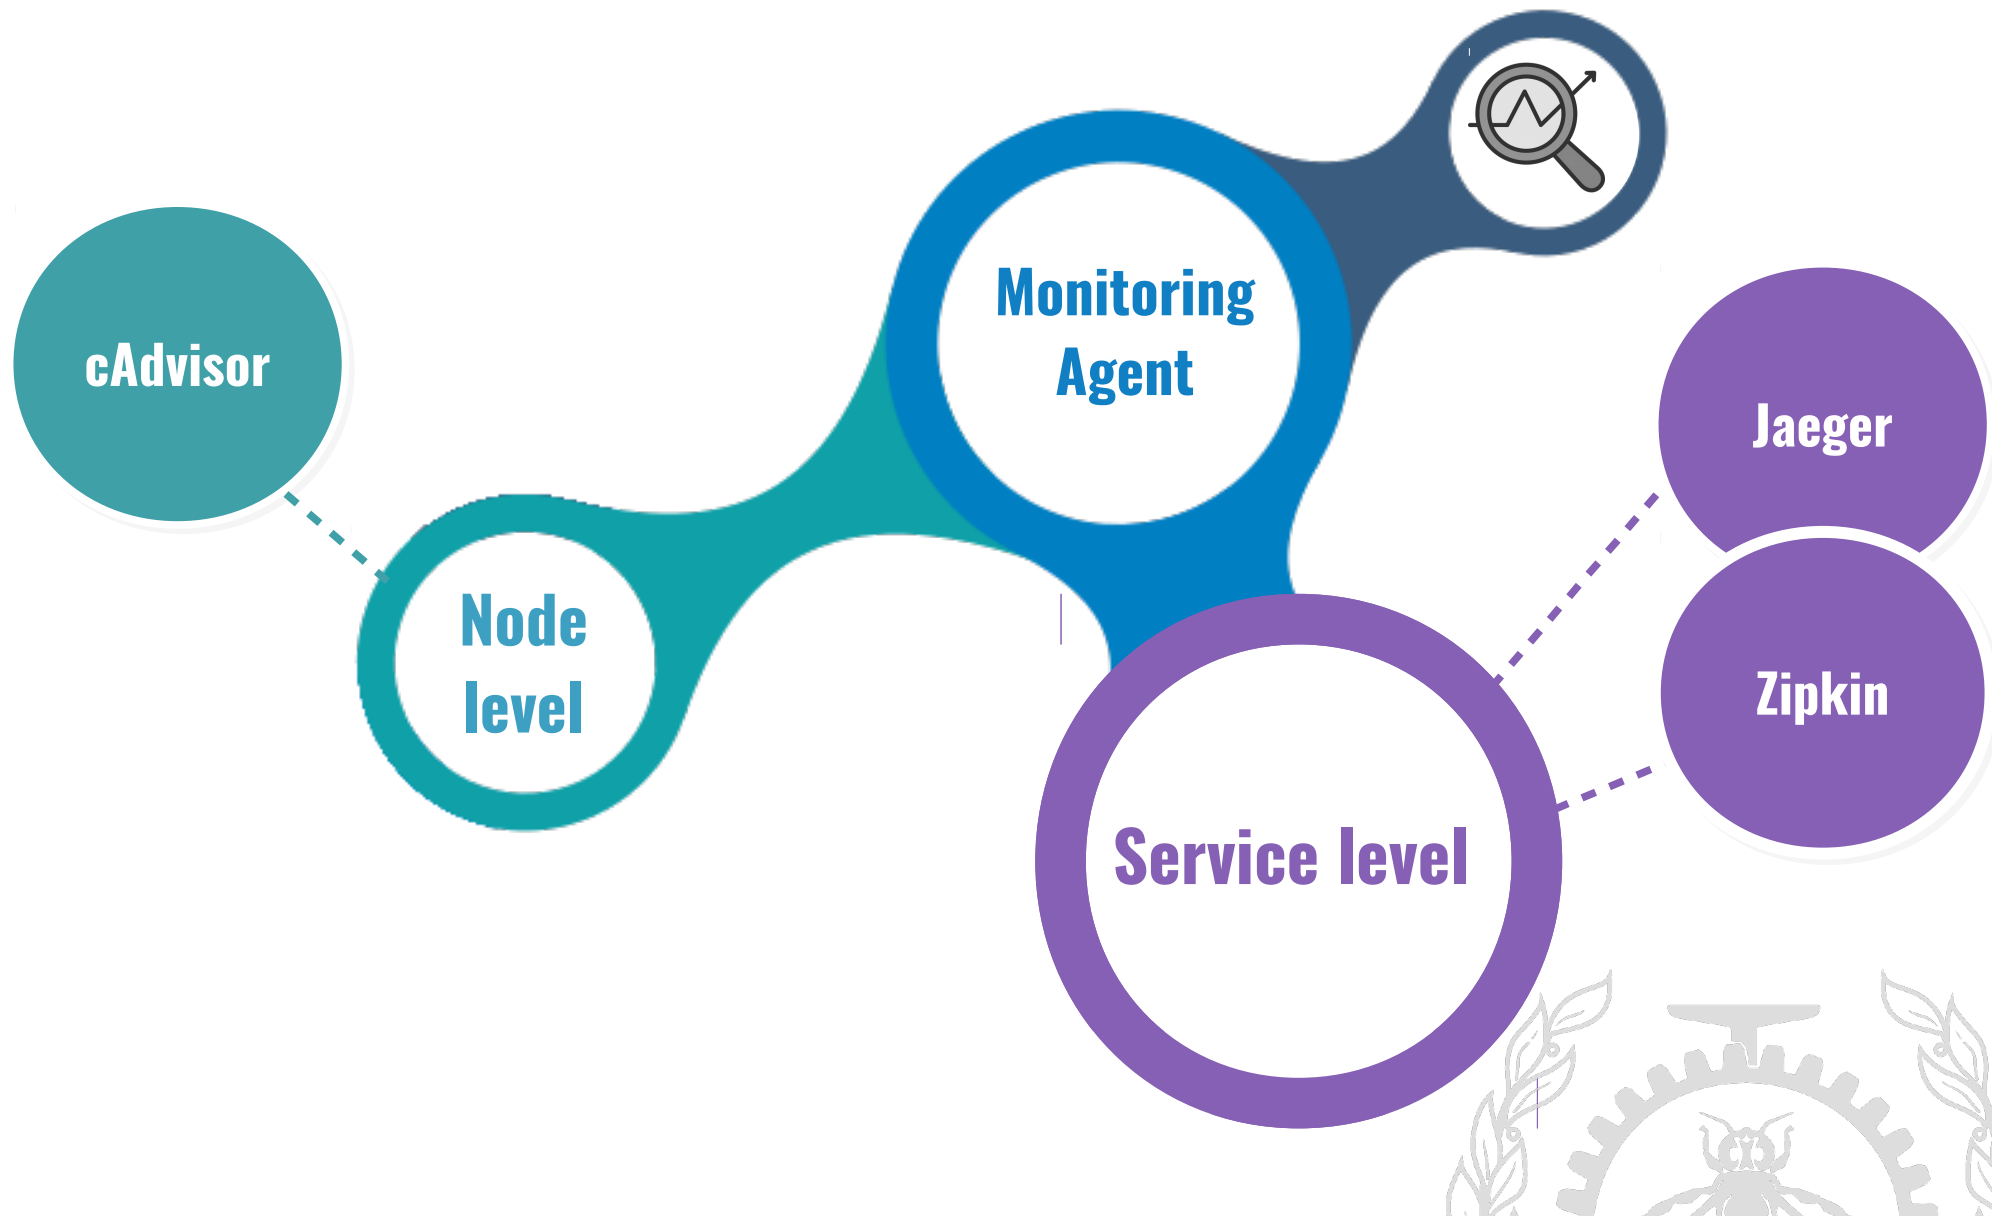 Monitoring
Agent
cAdvisor
Jaeger
Node
level
Zipkin
Service level